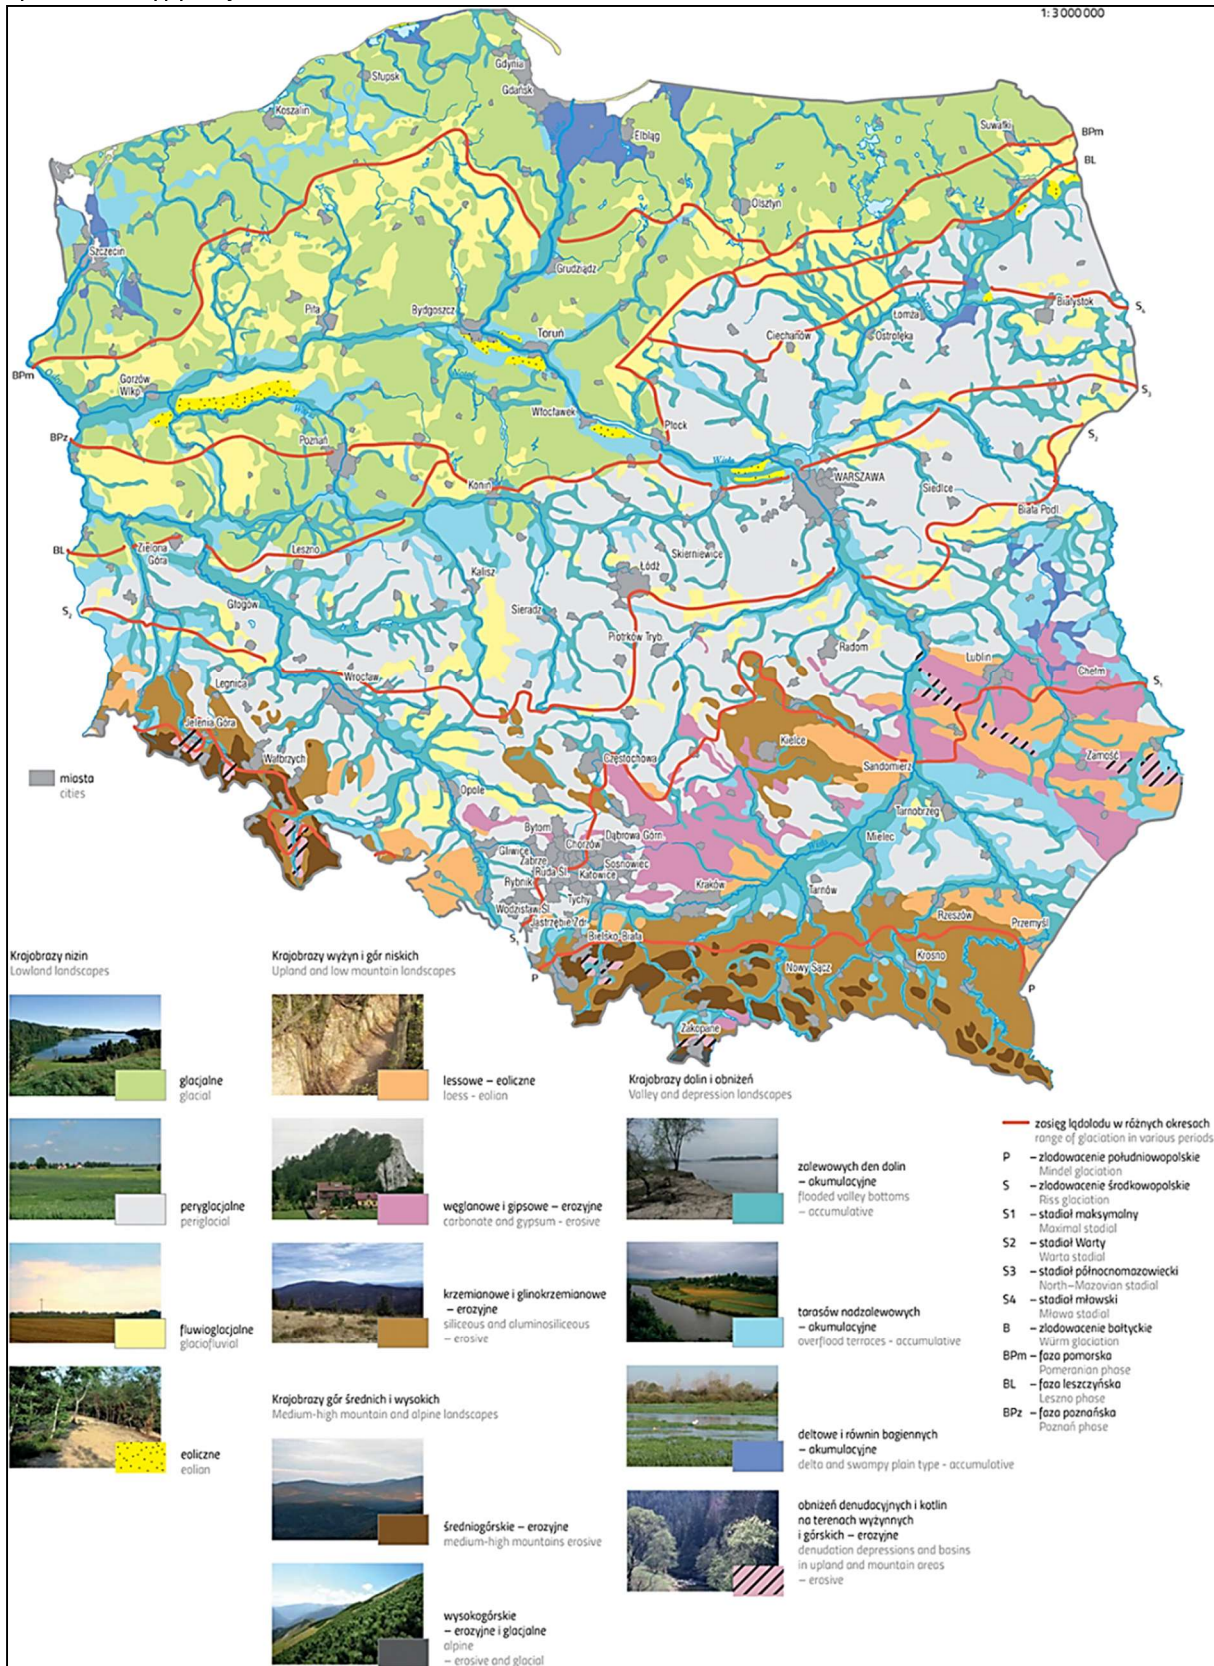 1: 3 000 000
Gdynia
Słupsk
Gdańsk
Koszalin
Elbląg
Suwałki
BPm
BL
Olsztyn
Szczecin
Grudziądz
Piła
Bydgoszcz
Toruń
Łomża
Białystok
S4
Ciechanów
Ostrołęka
BPm
Gorzów
Wlkp.
Noteć
Warta
S3
Włocławek
Płock
BPz
Poznań
Wisła
S2
Konin
WARSZAWA
Siedlce
Biała Podl.
BL
Zielona
Góra
Leszno
Skierniewice
Kalisz
Łódź
S2
Głogów
Sieradz
Piotrków Tryb.
Radom
Lublin
Chełm
Legnica
Wrocław
S1
Jelenia Góra
Kielce
Wałbrzych
Częstochowa
Sandomierz
Zamość
miasta
cities
Opole
Tarnobrzeg
Bytom
Dąbrowa Górn.
Mielec
Gliwice
Chorzów
Zabrze
Sosnowiec
Ruda Śl.
Katowice
Rybnik
Kraków
Tychy
Tarnów
Wodzisław Śl.
Rzeszów
Jastrzębie Zdr.
Przemyśl
S1
Bielsko-Biała
Krosno
P
Nowy Sącz
P
Zakopane
Krajobrazy nizin
Lowland landscapes
glacjalne
glacial
peryglacjalne
periglacial
fluwioglacjalne
glaciofluvial
eoliczne
eolian
Krajobrazy wyżyn i gór niskich
Upland and low mountain landscapes
lessowe – eoliczne
loess - eolian
węglanowe i gipsowe – erozyjne
carbonate and gypsum - erosive
krzemianowe i glinokrzemianowe
– erozyjne
siliceous and aluminosiliceous
– erosive
Krajobrazy gór średnich i wysokich
Medium-high mountain and alpine landscapes
średniogórskie – erozyjne
medium-high mountains erosive
wysokogórskie
– erozyjne i glacjalne
alpine
– erosive and glacial
Krajobrazy dolin i obniżeń
Valley and depression landscapes
zalewowych den dolin
– akumulacyjne
flooded valley bottoms
– accumulative
tarasów nadzalewowych
– akumulacyjne
overflood terraces - accumulative
deltowe i równin bagiennych
– akumulacyjne
delta and swampy plain type - accumulative
obniżeń denudacyjnych i kotlin
na terenach wyżynnych
i górskich – erozyjne
denudation depressions and basins
in upland and mountain areas
– erosive
zasięg lądolodu w różnych okresach
range of glaciation in various periods
P – zlodowacenie południowopolskie
Mindel glaciation
S – zlodowacenie środkowopolskie
Riss glaciation
S1 – stadiał maksymalny
Maximal stadial
S2 – stadiał Warty
Warta stadial
S3 – stadiał północnomazowiecki
North–Mazovian stadial
S4 – stadiał mławski
Mława stadial
B – zlodowacenie bałtyckie
Würm glaciation
BPm – faza pomorska
Pomeranian phase
BL – faza leszczyńska
Leszno phase
BPz – faza poznańska
Poznań phase